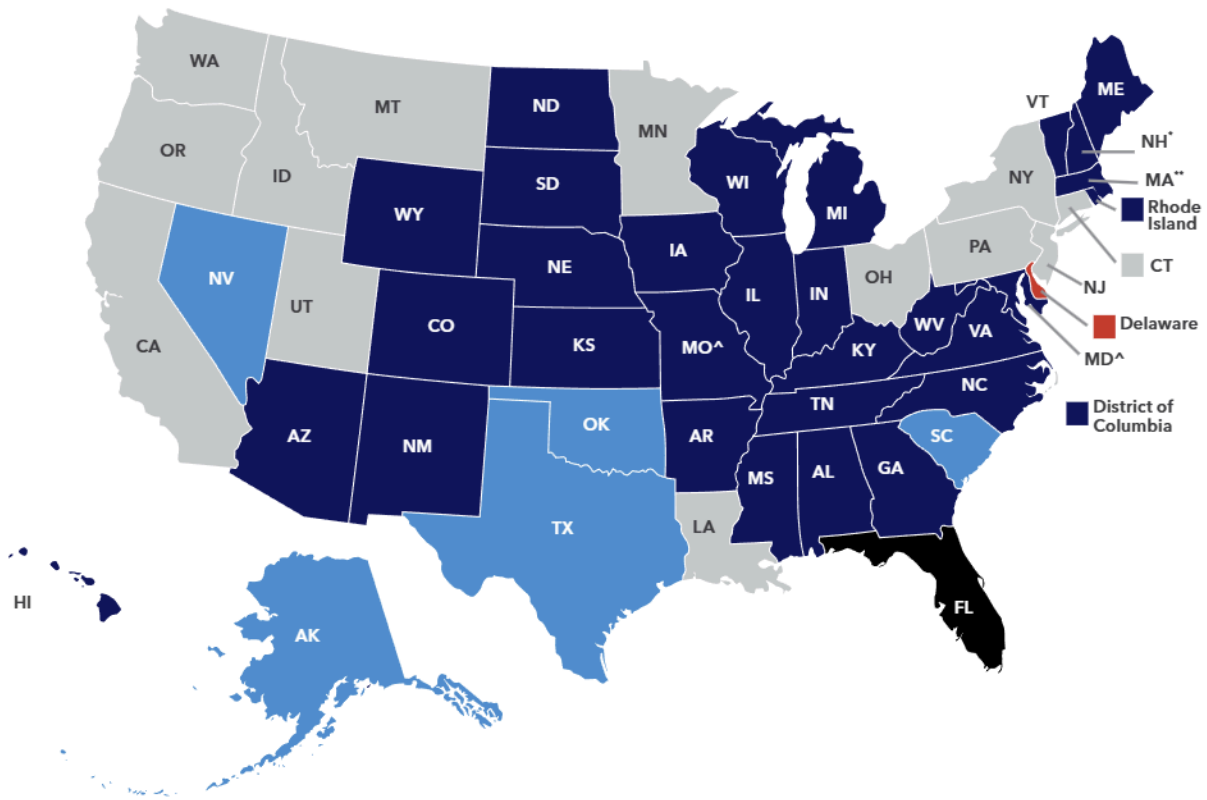 WA
MT
ND
MN
ME
VT
OR
ID
SD
WI
MI
NY
NH*
MA**
WY
Rhode
Island
NV
NE
IA
PA
CT
UT
CO
IL
IN
OH
NJ
CA
KS
MO^
KY
WV
VA
Delaware
MD^
AZ
NM
OK
AR
TN
NC
District of
Columbia
SC
MS
AL
GA
TX
LA
HI
AK
FL